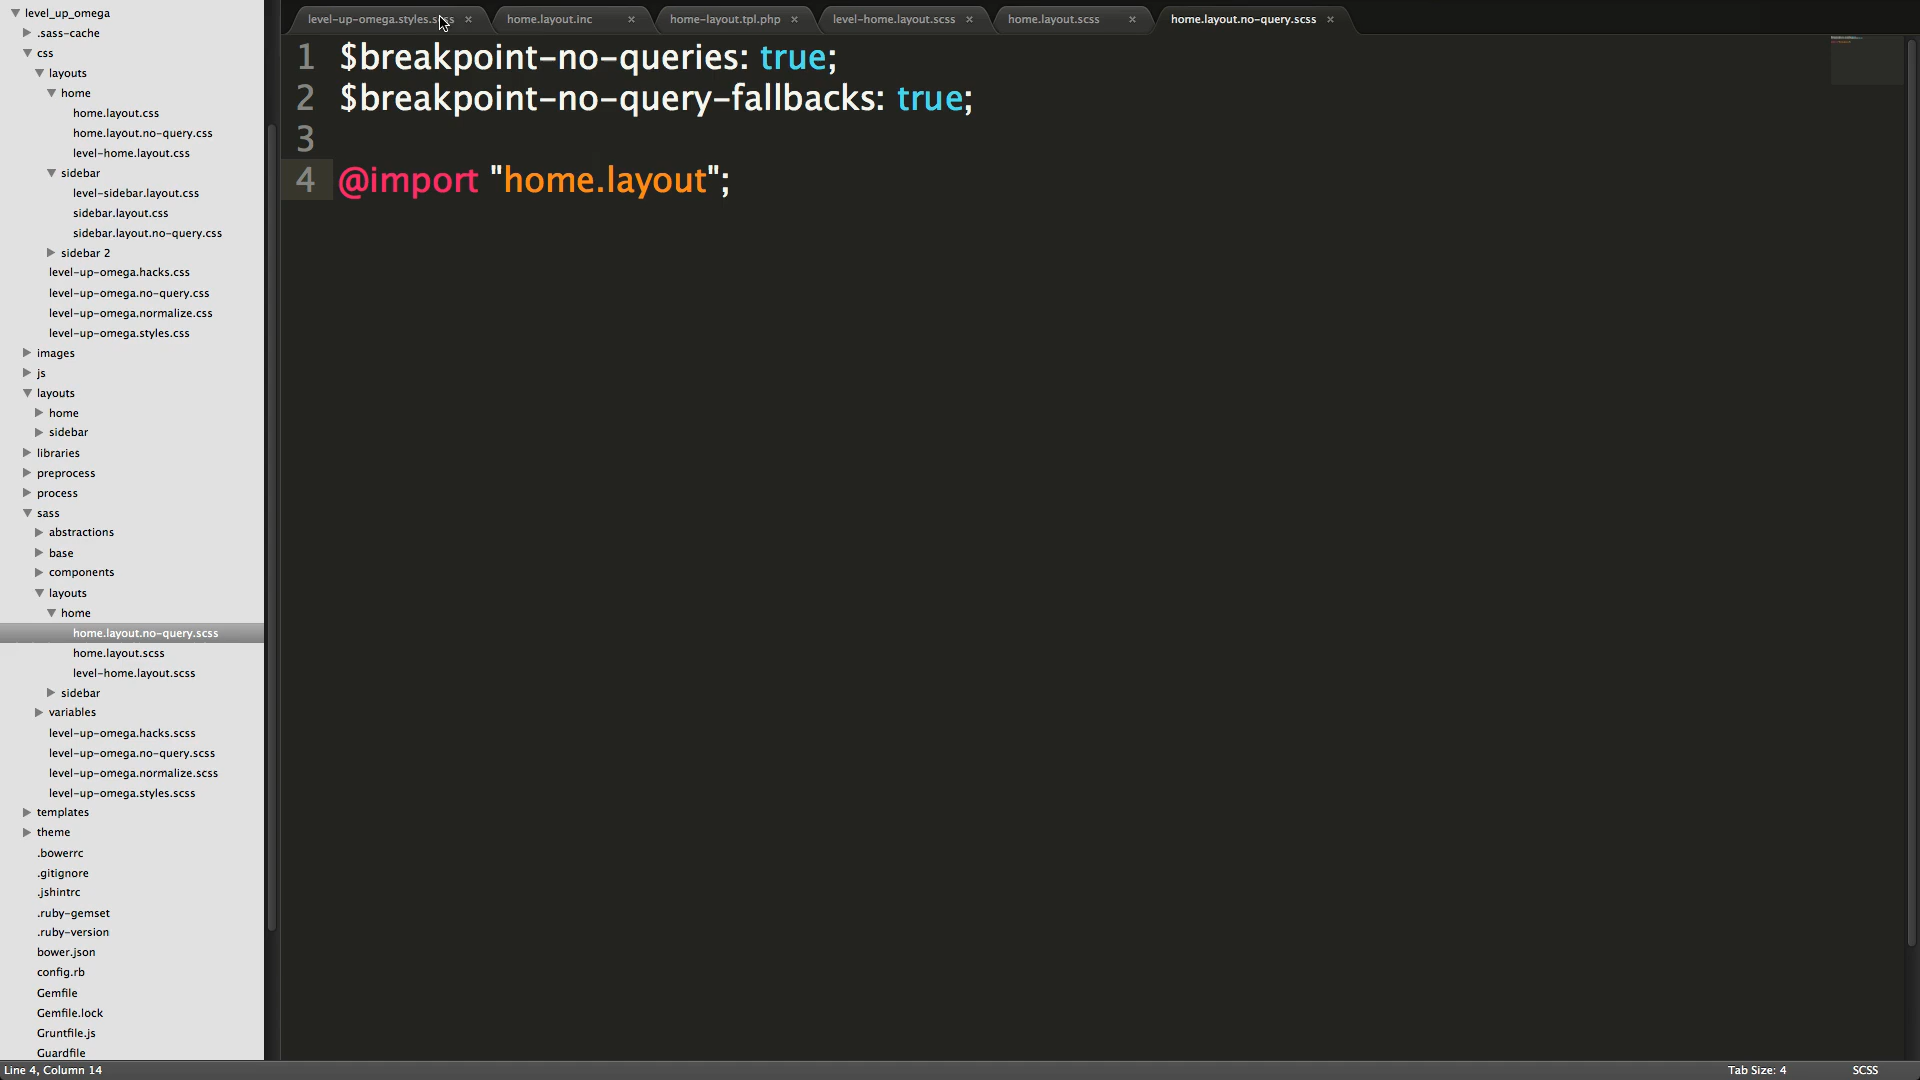 level_up_omega
.sass-cache
css
layouts
home
home.layout.css
home.layout.no-query.css
level-home.layout.css
sidebar
level-sidebar.layout.css
sidebar.layout.css
sidebar.layout.no-query.css
sidebar 2
level-up-omega.hacks.css
level-up-omega.no-query.css
level-up-omega.normalize.css
level-up-omega.styles.css
images
js
layouts
home
sidebar
libraries
preprocess
process
sass
abstractions
base
components
layouts
home
home.layout.no-query.scss
home.layout.scss
level-home.layout.scss
sidebar
variables
level-up-omega.hacks.scss
level-up-omega.no-query.scss
level-up-omega.normalize.scss
level-up-omega.styles.scss
templates
theme
.bowerrc
.gitignore
.jshintrc
.ruby-gemset
.ruby-version
bower.json
config.rb
Gemfile
Gemfile.lock
Gruntfile.js
Guardfile
level-up-omega.styles.scss × home.layout.inc × home-layout.tpl.php × level-home.layout.scss × home.layout.scss × home.layout.no-query.scss ×
1 $breakpoint-no-queries: true;
2 $breakpoint-no-query-fallbacks: true;
3
4 @import "home.layout";
Line 4, Column 14 Tab Size: 4 SCSS